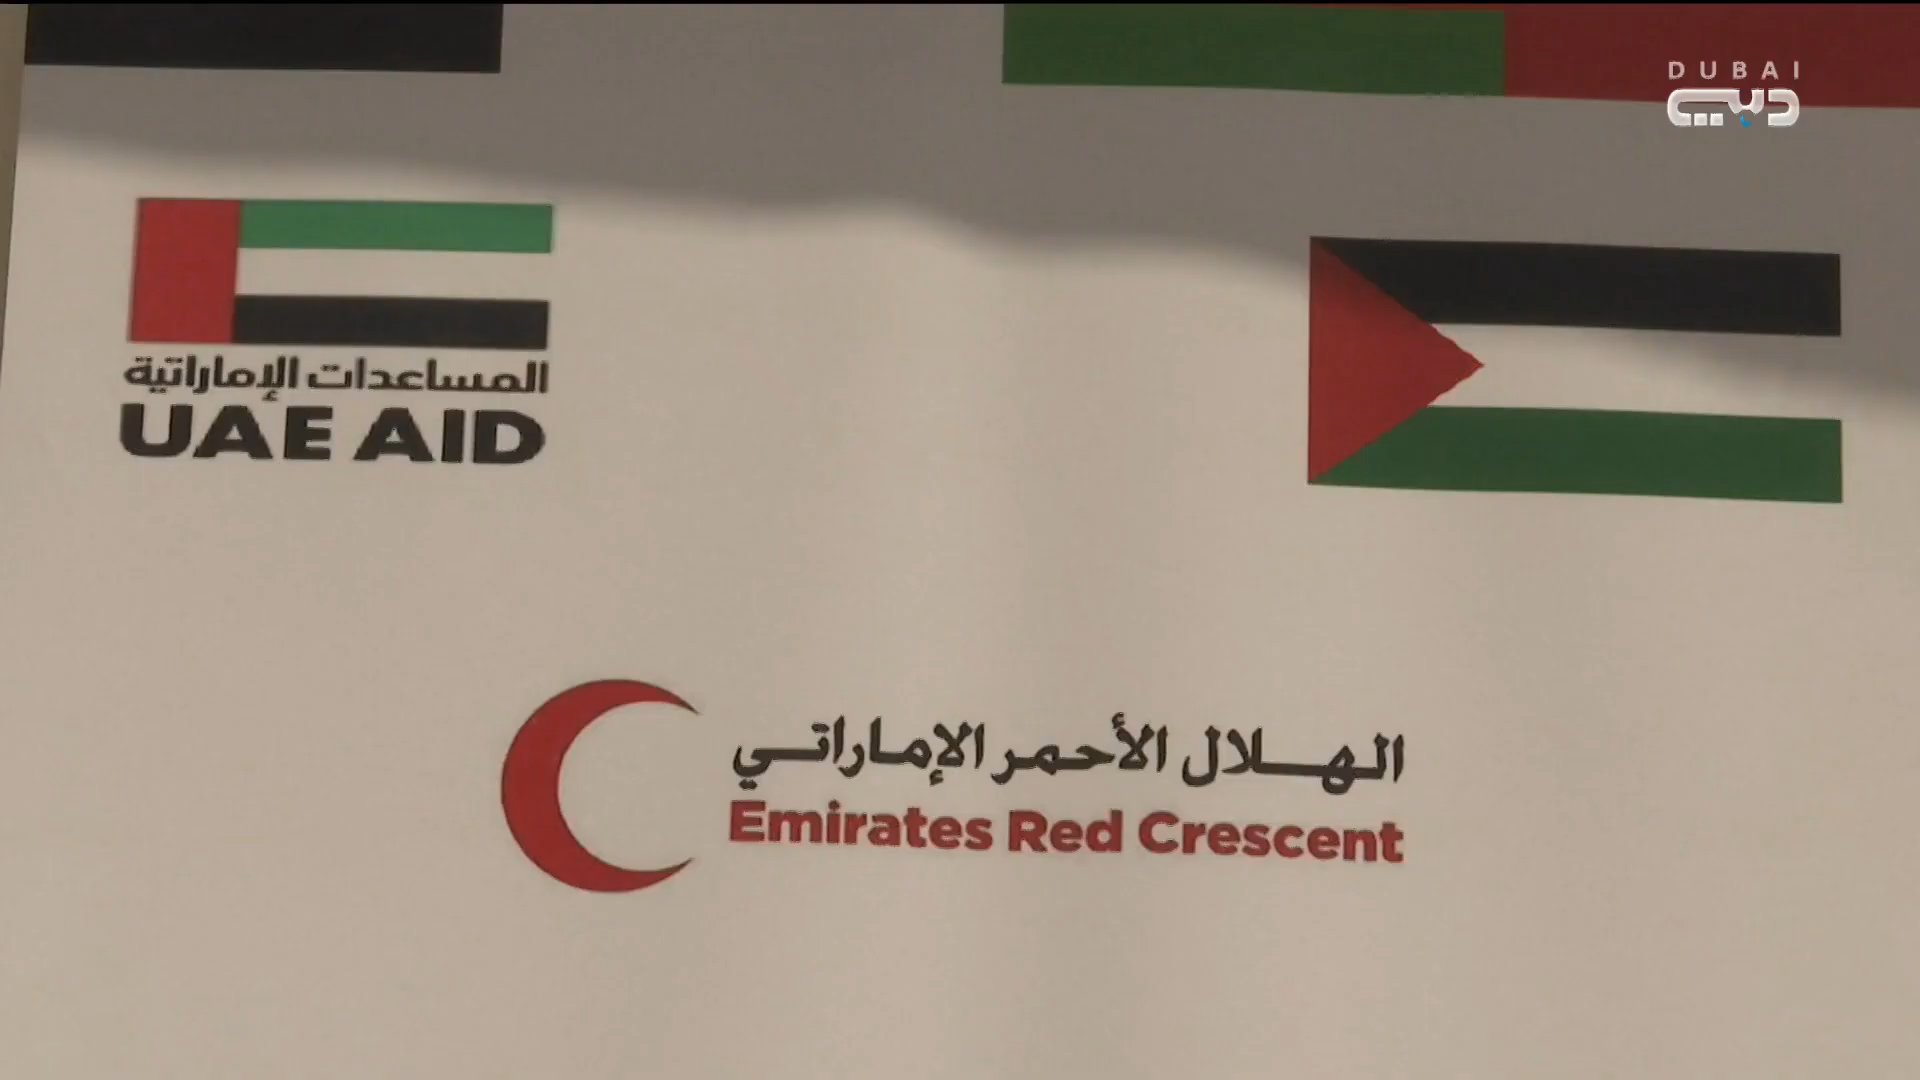 DUBAI
دبي
المساعدات الإماراتية
UAE AID
الهلال الأحمر الإماراتي
Emirates Red Crescent